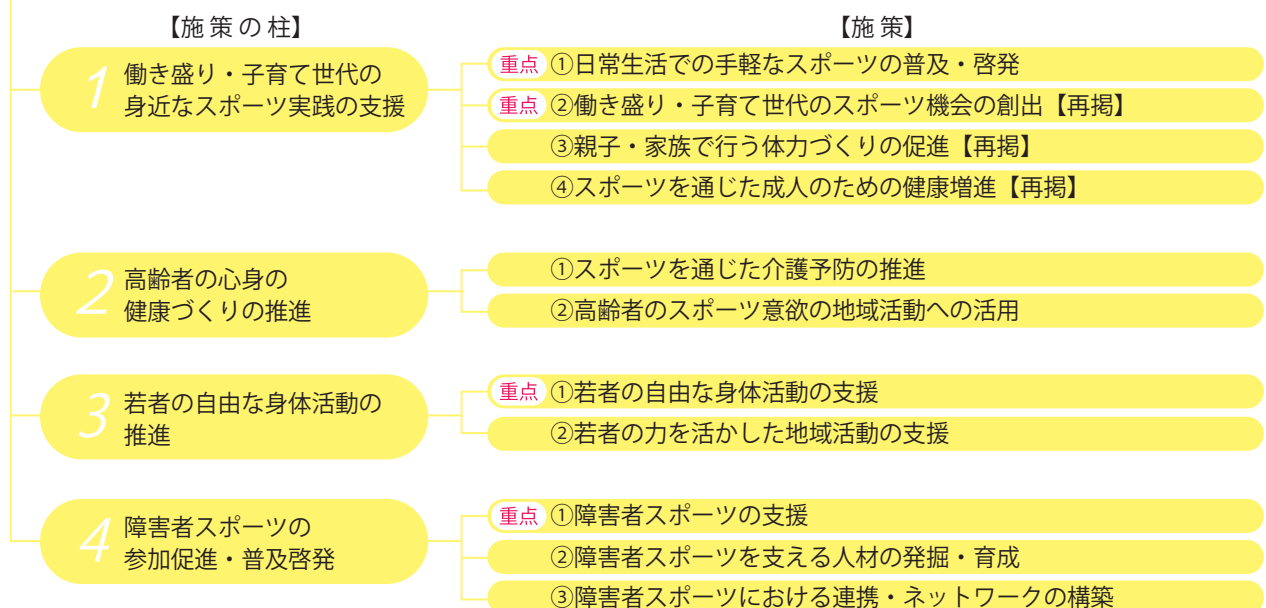 【施策の柱】
【施策】
1 働き盛り・子育て世代の
身近なスポーツ実践の支援
重点 ①日常生活での手軽なスポーツの普及・啓発
重点 ②働き盛り・子育て世代のスポーツ機会の創出【再掲】
③親子・家族で行う体力づくりの促進【再掲】
④スポーツを通じた成人のための健康増進【再掲】
2 高齢者の心身の
健康づくりの推進
①スポーツを通じた介護予防の推進
②高齢者のスポーツ意欲の地域活動への活用
3 若者の自由な身体活動の
推進
重点 ①若者の自由な身体活動の支援
②若者の力を活かした地域活動の支援
4 障害者スポーツの
参加促進・普及啓発
重点 ①障害者スポーツの支援
②障害者スポーツを支える人材の発掘・育成
③障害者スポーツにおける連携・ネットワークの構築